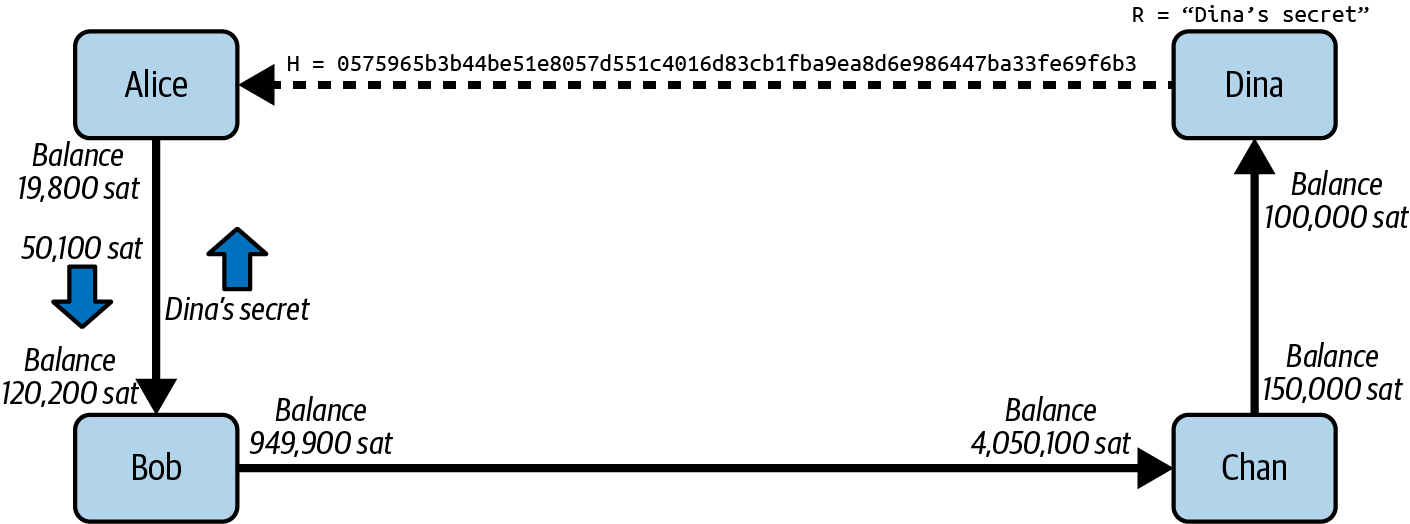 R = “Dina’s secret”
H = 0575965b3b44be51e8057d551c4016d83cb1fba9ea8d6e986447ba33fe69f6b3
Alice
Dina
Balance
19,800 sat
Balance
100,000 sat
50,100 sat
Dina’s secret
Balance
120,200 sat
Balance
150,000 sat
Balance
949,900 sat
Balance
4,050,100 sat
Bob
Chan